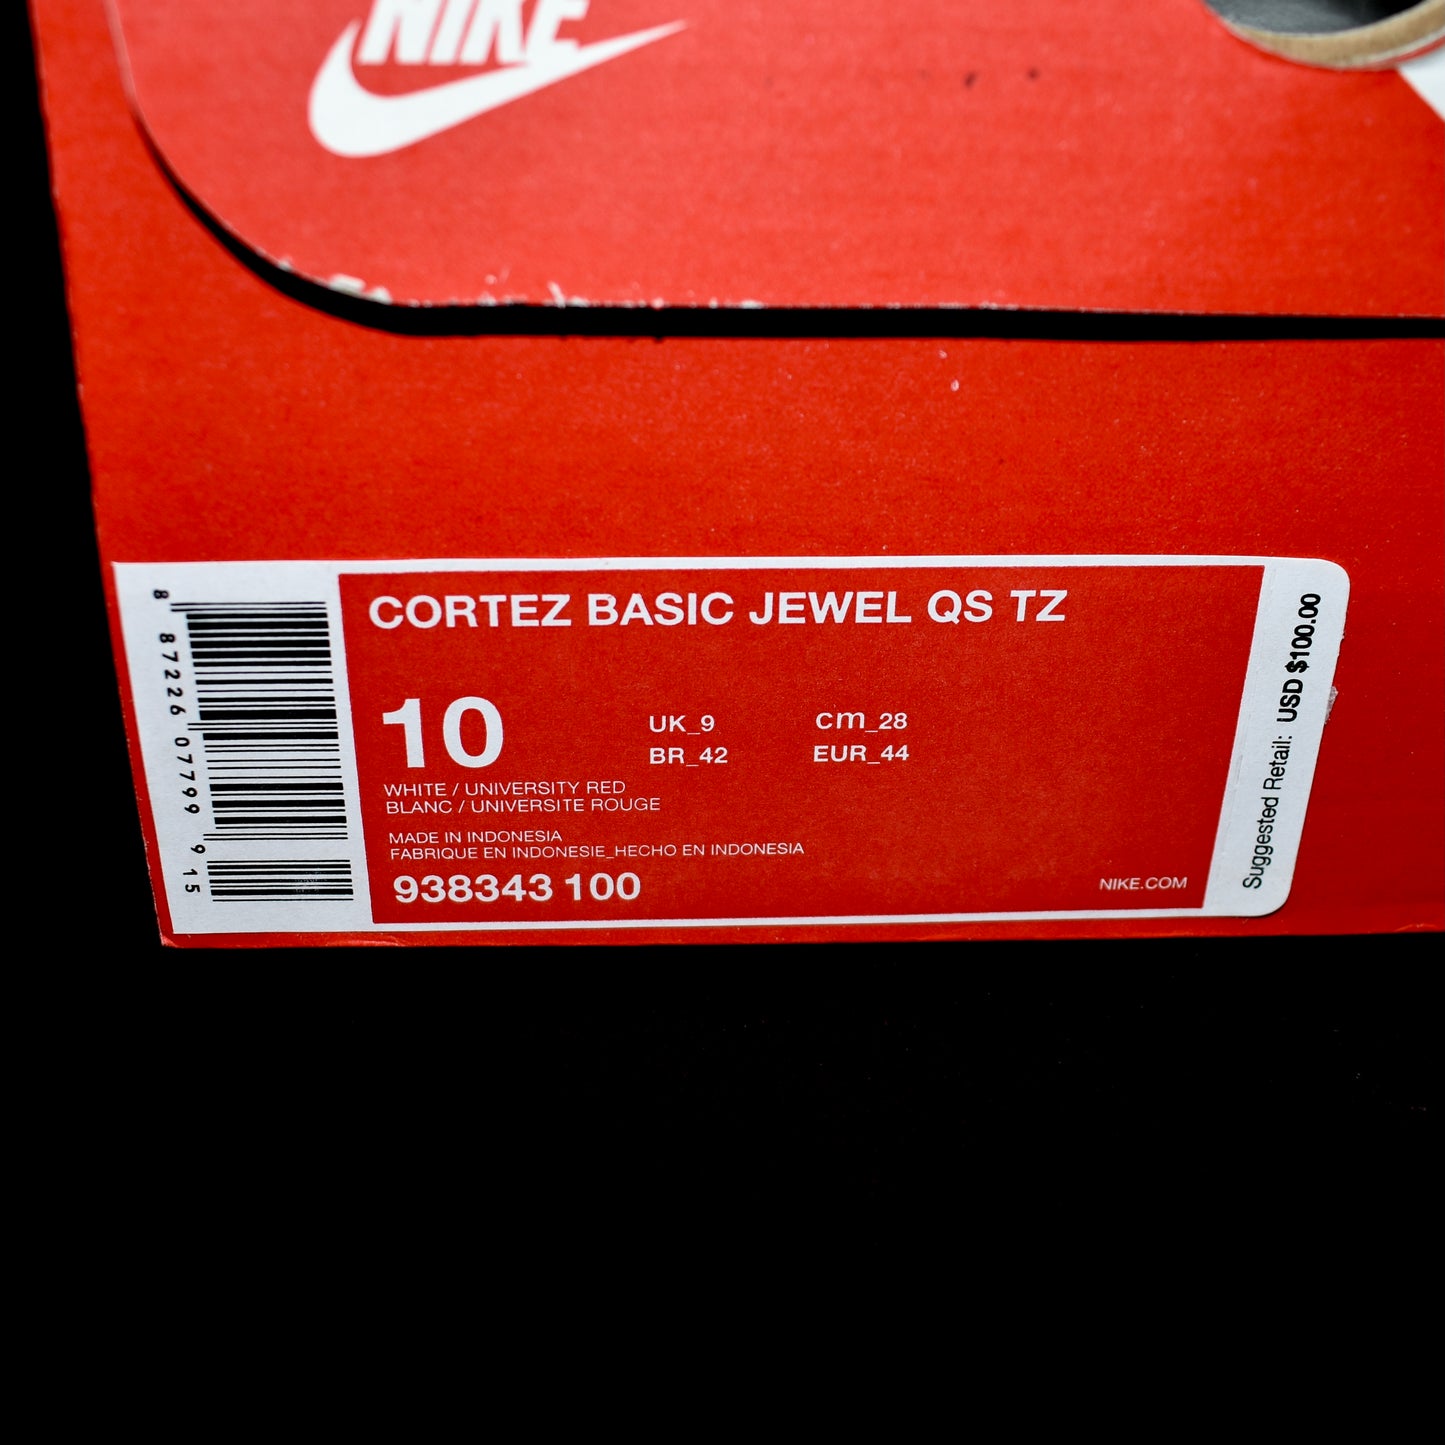 NIKE
CORTEZ BASIC JEWEL QS TZ
10
UK_9
cm_28
BR_42
EUR_44
WHITE / UNIVERSITY RED
BLANC / UNIVERSITE ROUGE
MADE IN INDONESIA
FABRIQUE EN INDONESIE_HECHO EN INDONESIA
938343 100
NIKE.COM
8 87226 07799 9 15
Suggested Retail: USD $100.00